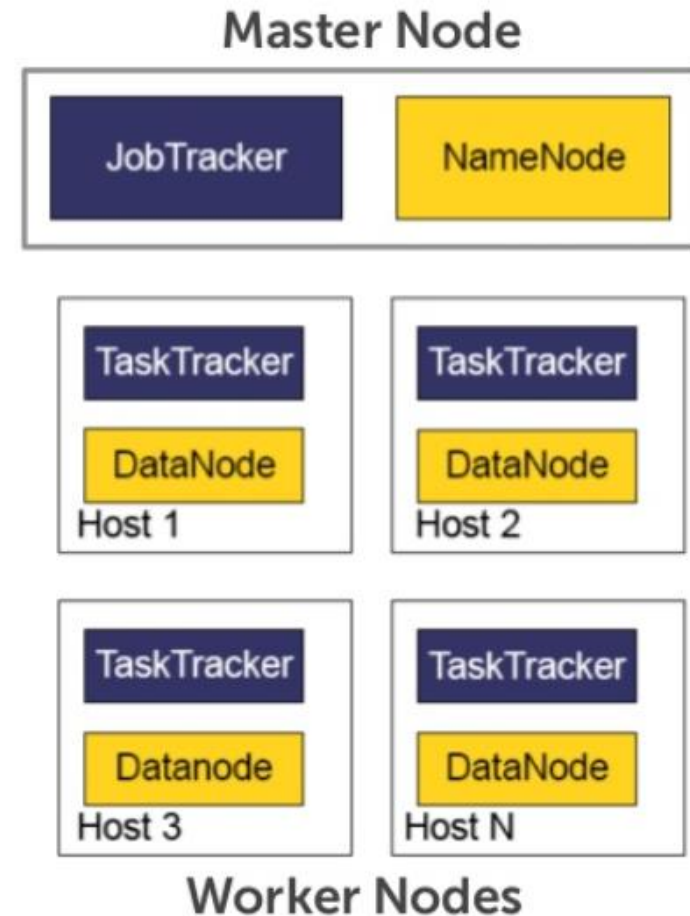 Master Node
JobTracker NameNode
TaskTracker TaskTracker
DataNode DataNode
Host 1 Host 2
TaskTracker TaskTracker
Datanode DataNode
Host 3 Host N
Worker Nodes